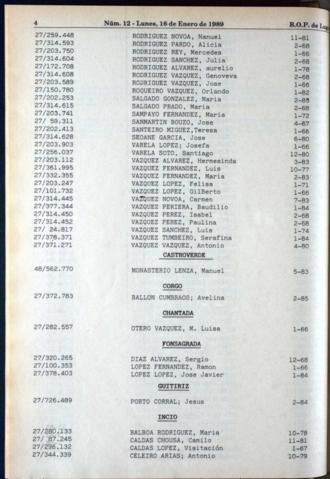 4 Núm. 12 - Lunes, 16 de Enero de 1989 B.O.P. de Lugo
27/259.448 RODRIGUEZ NOVOA, Manuel 11-81
27/314.593 RODRIGUEZ PARDO, Alicia 2-68
27/203.750 RODRIGUEZ REY, Mercedes 1-66
27/314.604 RODRIGUEZ SANCHEZ, Julia 2-68
27/172.708 RODRIGUEZ ALVAREZ, aurelio 1-78
27/314.608 RODRIGUEZ VAZQUEZ, Genoveva 2-68
27/203.589 RODRIGUEZ VAZQUEZ, Jose 1-66
27/150.780 ROQUEIRO VAZQUEZ, Orlando 1-82
27/202.253 SALGADO GONZALEZ, Maria 2-85
27/314.615 SALGADO PRADO, Maria 2-68
27/203.741 SAMPAYO FERNANDEZ, Maria 1-72
27/ 59.311 SANMARTIN BOUZO, Jose 4-67
27/202.413 SANTEIRO MIGUEZ,Teresa 1-66
27/314.628 SEOANE GARCIA, Jose 6-80
27/203.903 VARELA LOPEZ; Josefa 1-66
27/256.037 VARELA SOTO, Santiago 12-80
27/203.112 VAZQUEZ ALVAREZ, Hermesinda 3-83
27/361.995 VAZQUEZ FERNANDEZ, Luis 10-77
27/332.355 VAZQUEZ FERNANDEZ, Maria 2-83
27/203.247 VAZQUEZ LOPEZ, Felisa 1-71
27/101.732 VAZQUEZ LOPEZ, GilBerto 1-66
27/314.445 VAZQUEZ NOVOA, Carmen 7-83
27/377.344 VAZQUEZ PERIERA, Baudilio 1-84
27/314.450 VAZQUEZ PEREZ, Isabel 2-68
27/314.452 VAZQUEZ PEREZ, Paulina 2-68
27/ 24.817 VAZQUEZ SANCHEZ, Luis 1-74
27/378.371 VAZQUEZ TUMBEIRO, Serafina 1-84
27/371.271 VAZQUEZ VAZQUEZ, Antonio 4-80
CASTROVERDE
48/562.770 MONASTERIO LENZA, Manuel 5-83
CORGO
27/372.783 BALLON CUMBRAOS; Avelina 2-85
CHANTADA
27/282.557 OTERO VAZQUEZ, M. Luisa 1-66
FONSAGRADA
27/320.265 DIAZ ALVAREZ, Sergio 12-68
27/100.353 LOPEZ FERNANDEZ, Ramon 1-66
27/378.403 LOPEZ LOPEZ, Jose Javier 1-84
GUITIRIZ
27/726.489 PORTO CORRAL; Jesus 2-84
INCIO
27/280.133 BALBOA RODRIGUEZ, Maria 10-78
27/ 87.245 CALDAS CHOUSA, Camilo 11-81
27/296.132 CALDAS LOPEZ, Visitación 1-67
27/344.339 CELEIRO ARIAS; Antonio 10-79